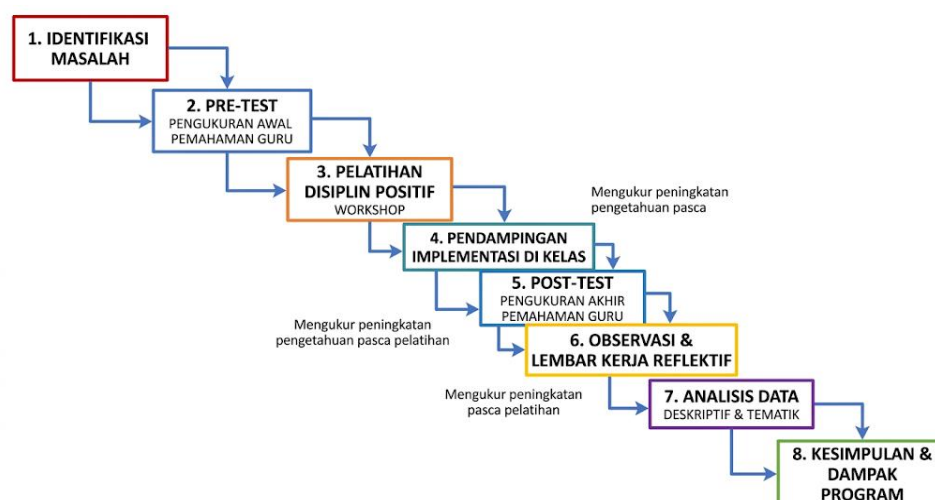 1. IDENTIFIKASI
MASALAH
2. PRE-TEST
PENGUKURAN AWAL
PEMAHAMAN GURU
3. PELATIHAN
DISIPLIN POSITIF
WORKSHOP
Mengukur peningkatan
pengetahuan pasca
4. PENDAMPINGAN
IMPLEMENTASI DI KELAS
5. POST-TEST
PENGUKURAN AKHIR
PEMAHAMAN GURU
Mengukur peningkatan
pengetahuan pasca pelatihan
6. OBSERVASI &
LEMBAR KERJA REFLEKTIF
Mengukur peningkatan
pasca pelatihan
7. ANALISIS DATA
DESKRIPTIF & TEMATIK
8. KESIMPULAN &
DAMPAK
PROGRAM